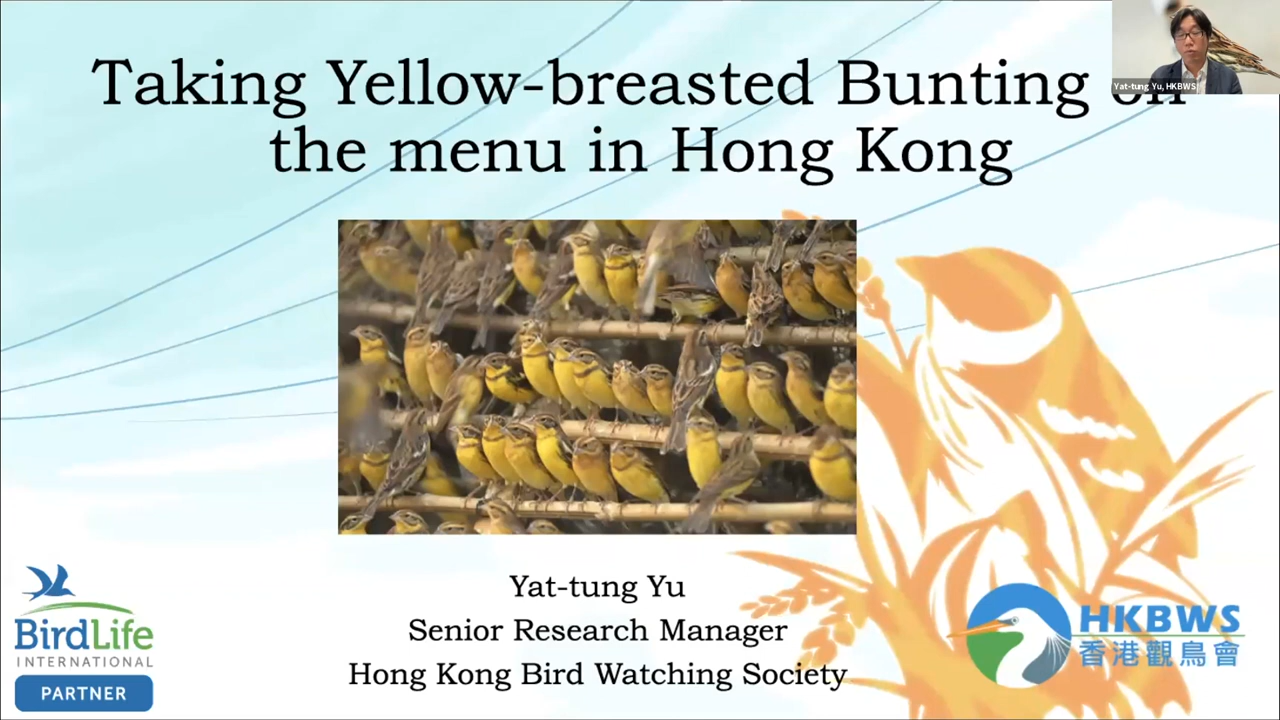 Taking Yellow-breasted Bunting on
the menu in Hong Kong
Yat-tung Yu, HKBWS
Yat-tung Yu
Senior Research Manager
Hong Kong Bird Watching Society
BirdLife
INTERNATIONAL
PARTNER
HKBWS
香港觀鳥會